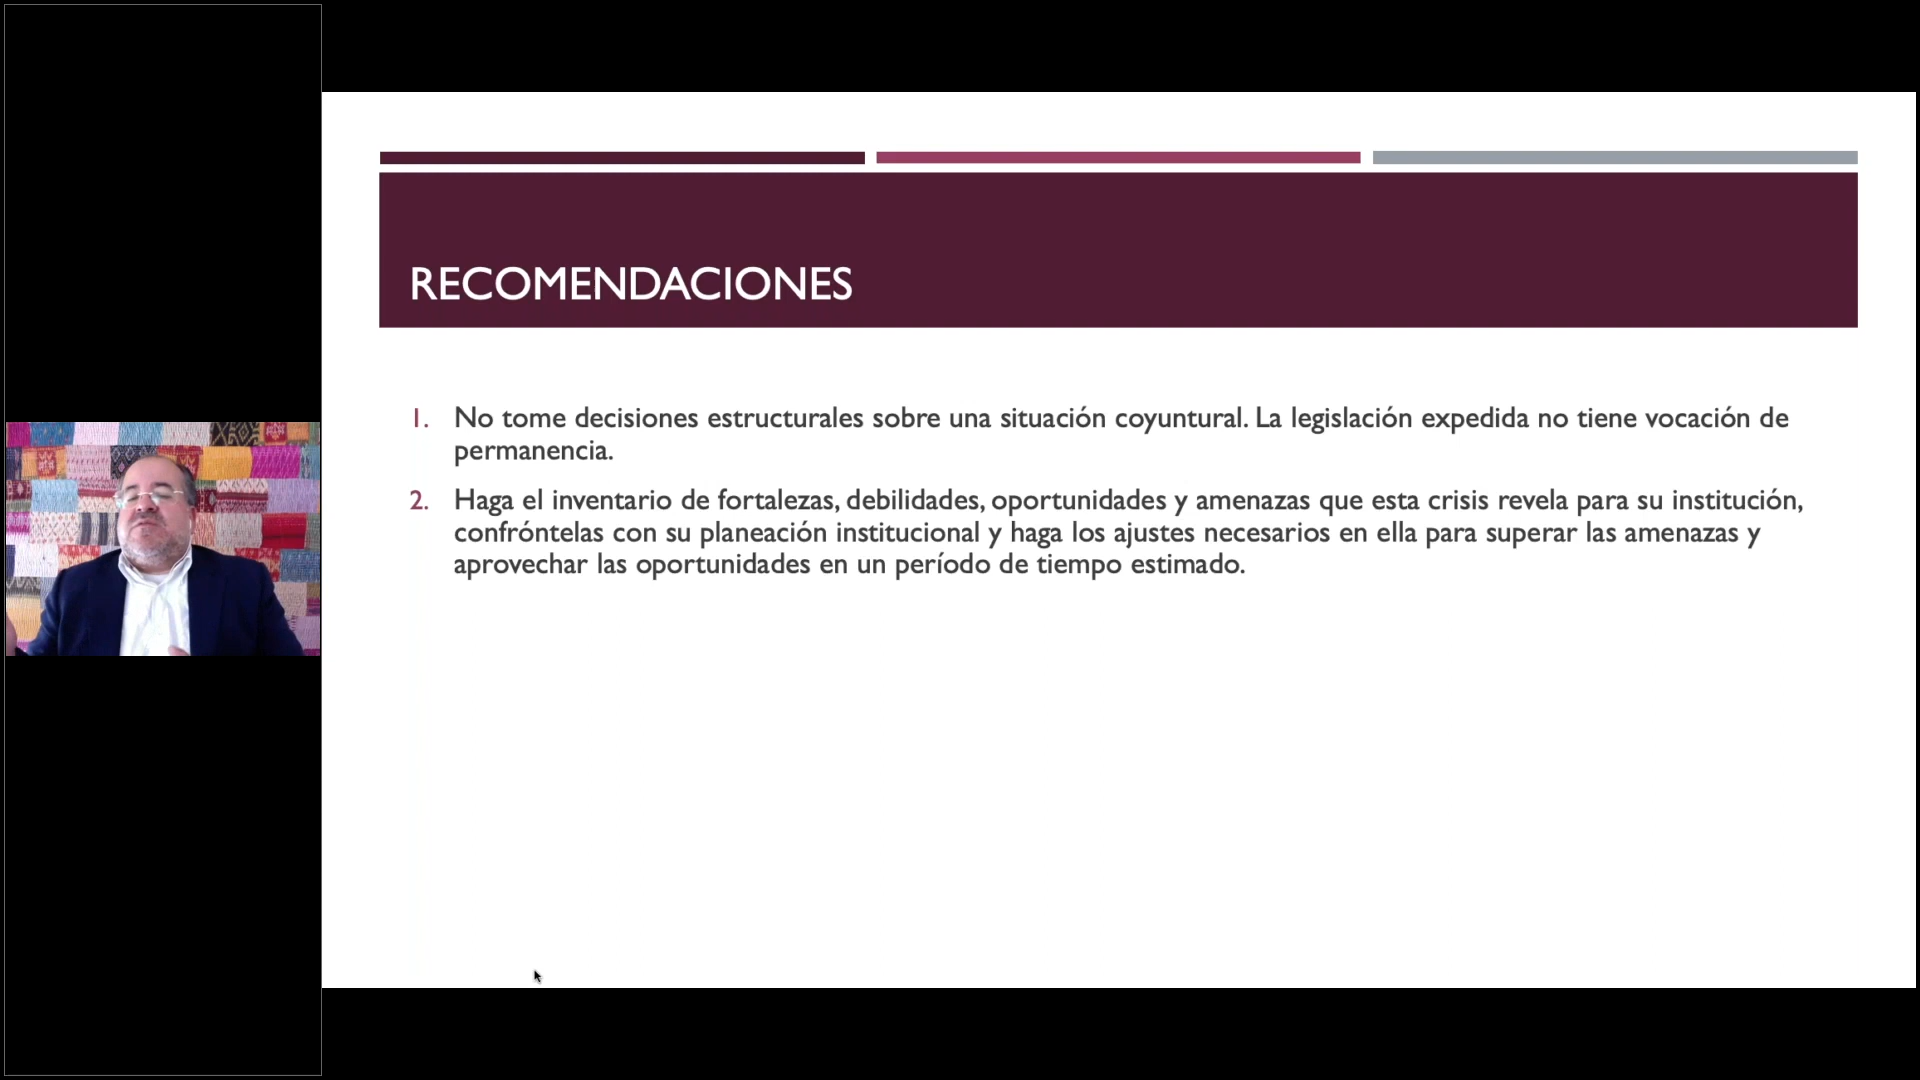 RECOMENDACIONES
1. No tome decisiones estructurales sobre una situación coyuntural. La legislación expedida no tiene vocación de
permanencia.
2. Haga el inventario de fortalezas, debilidades, oportunidades y amenazas que esta crisis revela para su institución,
confróntelas con su planeación institucional y haga los ajustes necesarios en ella para superar las amenazas y
aprovechar las oportunidades en un período de tiempo estimado.